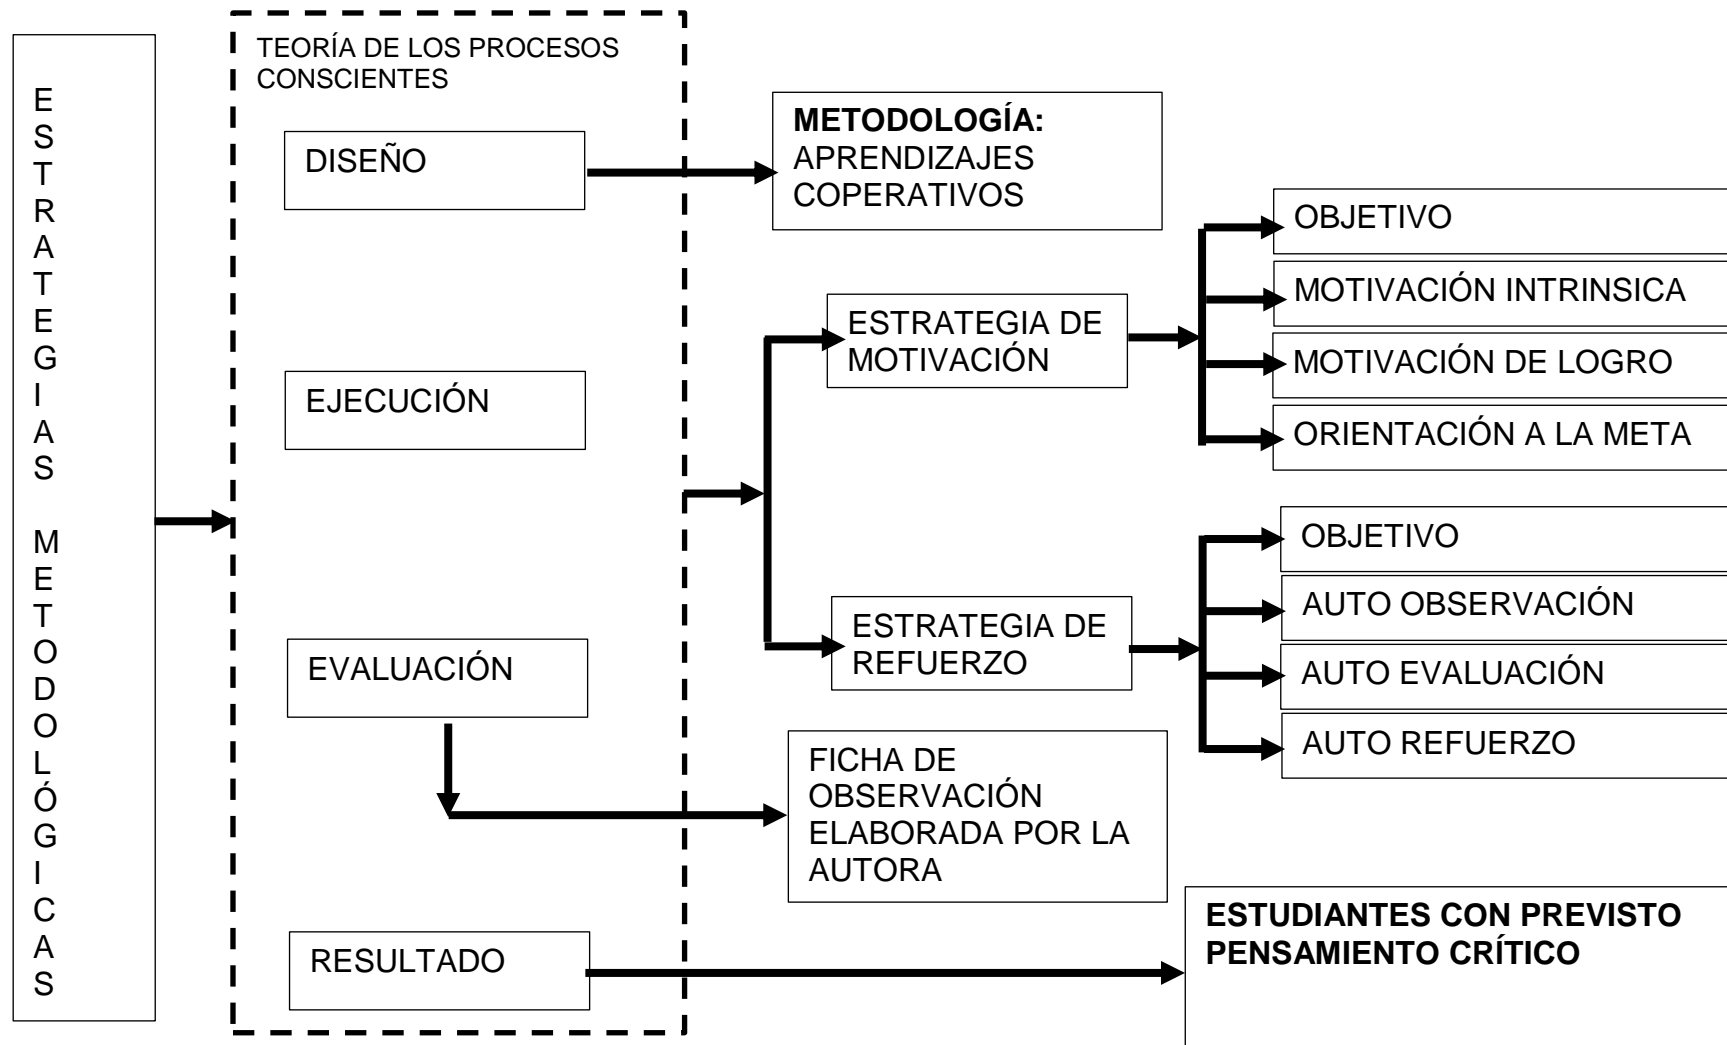 ESTRATEGIAS METODOLÓGICAS
TEORÍA DE LOS PROCESOS
CONSCIENTES
DISEÑO
METODOLOGÍA:
APRENDIZAJES
COPERATIVOS
EJECUCIÓN
ESTRATEGIA DE
MOTIVACIÓN
OBJETIVO
MOTIVACIÓN INTRINSICA
MOTIVACIÓN DE LOGRO
ORIENTACIÓN A LA META
ESTRATEGIA DE
REFUERZO
OBJETIVO
AUTO OBSERVACIÓN
AUTO EVALUACIÓN
AUTO REFUERZO
EVALUACIÓN
FICHA DE
OBSERVACIÓN
ELABORADA POR LA
AUTORA
RESULTADO
ESTUDIANTES CON PREVISTO
PENSAMIENTO CRÍTICO